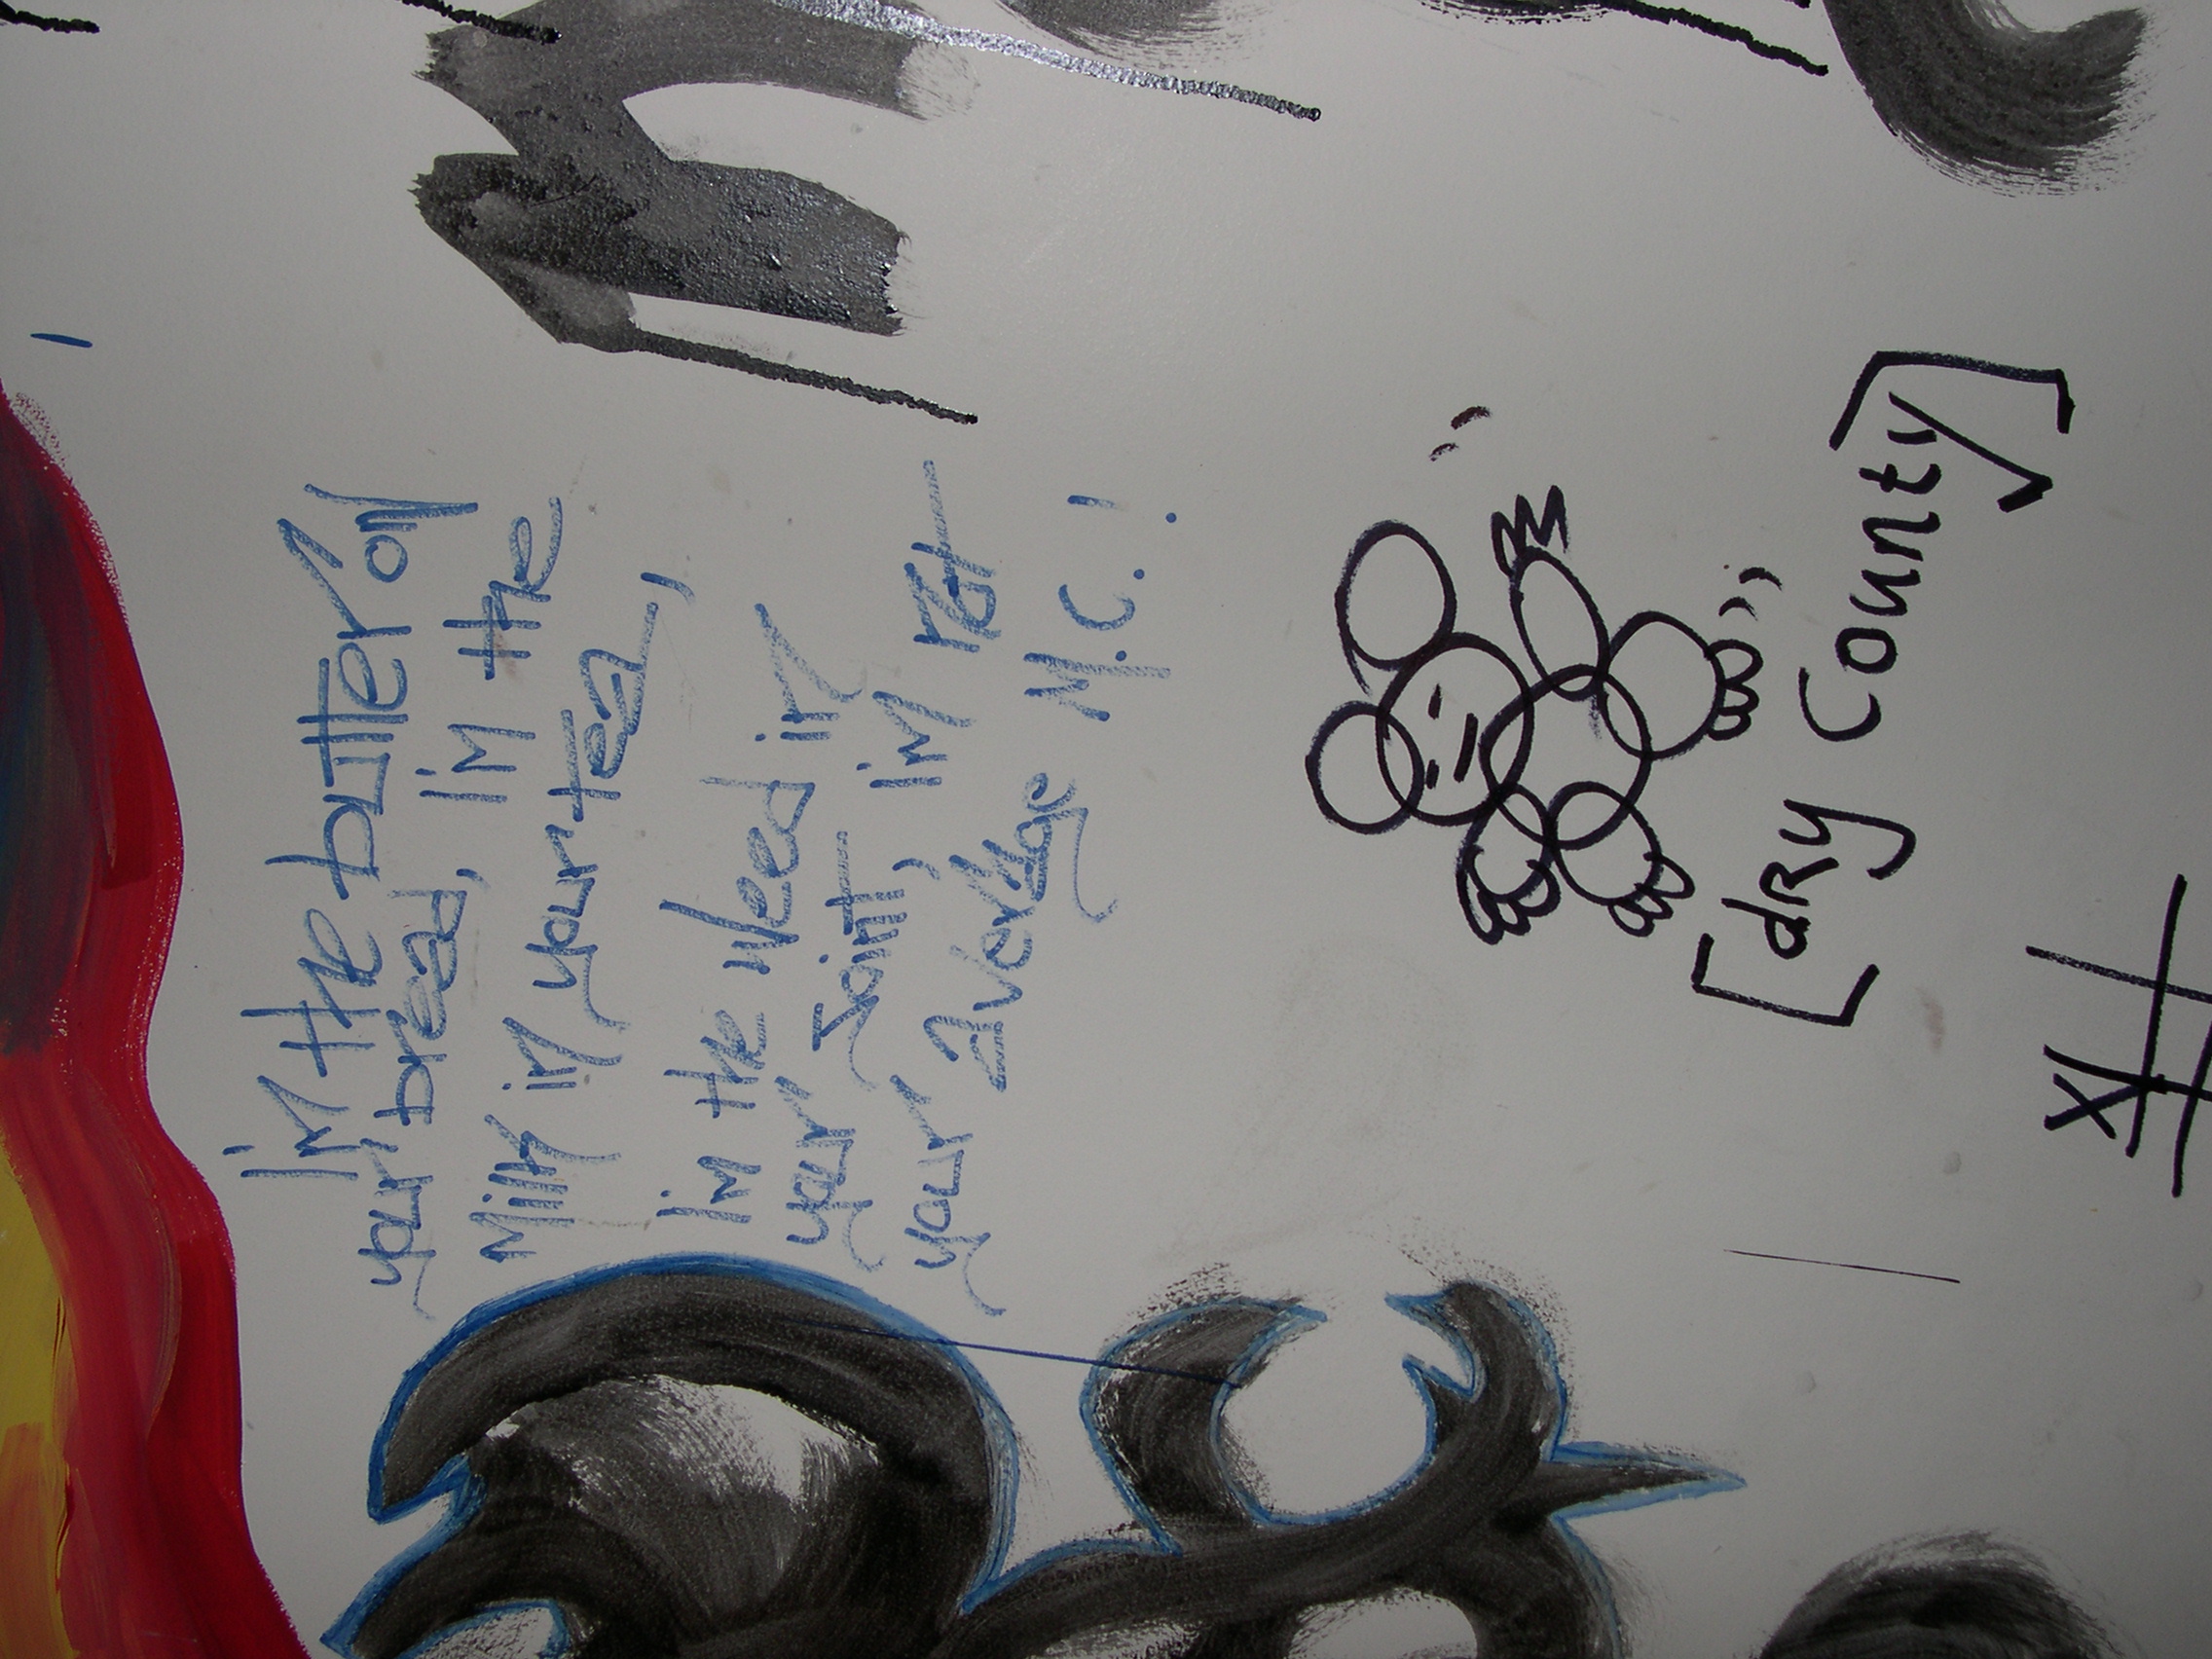 I'm the butter on
your bread, I'm the
milk in your tea,
I'm the weed in
your Joint, I'm not
your average M.C.!
[dRy County]
X